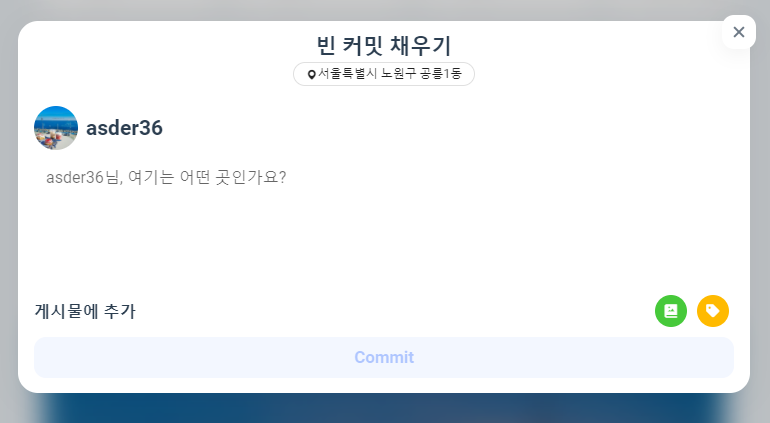 빈 커밋 채우기
서울특별시 노원구 공릉1동
asder36
asder36님, 여기는 어떤 곳인가요?
게시물에 추가
Commit